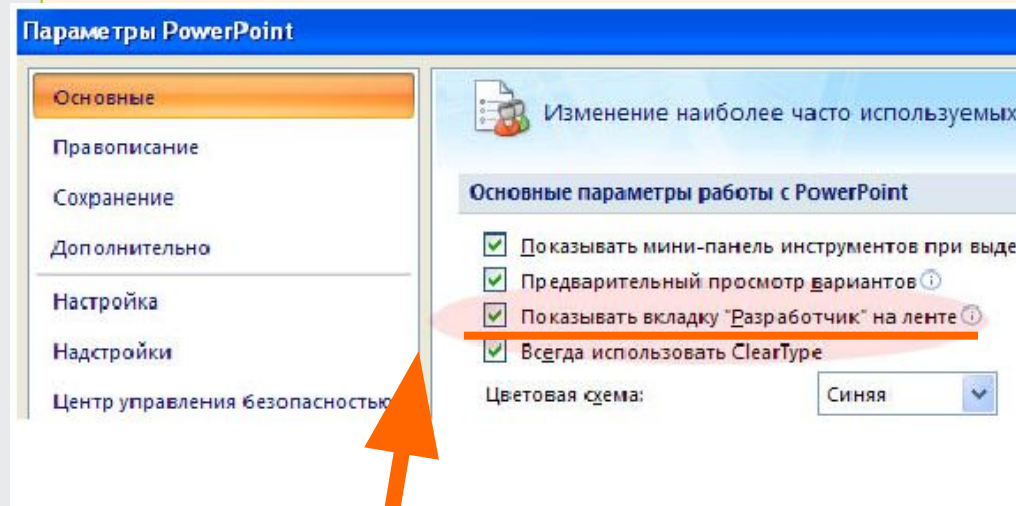 Параметры PowerPoint
Основные
Правописание
Сохранение
Дополнительно
Настройка
Надстройки
Центр управления безопасностью
Изменение наиболее часто используемых
Основные параметры работы с PowerPoint
Показывать мини-панель инструментов при выде
Предварительный просмотр вариантов
Показывать вкладку "Разработчик" на ленте
Всегда использовать ClearType
Цветовая схема: Синяя